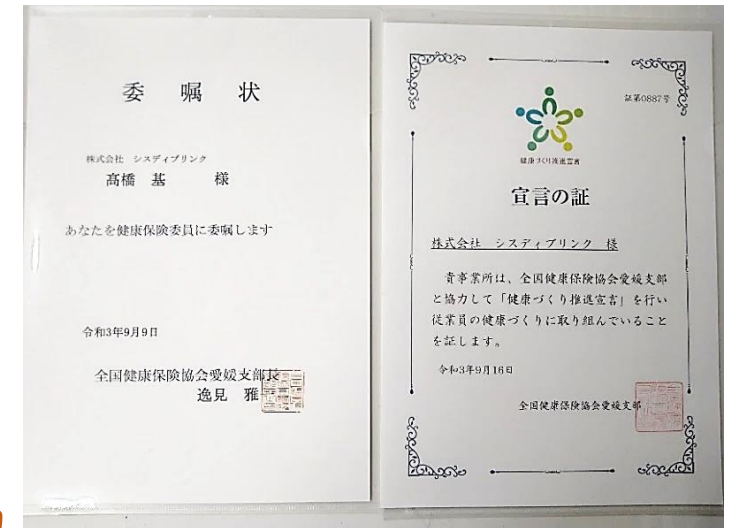 委嘱状
株式会社 シスディブリンク
髙橋 基 様
あなたを健康保険委員に委嘱します
令和3年9月9日
全国健康保険協会愛媛支部長
逸見 雅
証第0887号
健康づくり推進宣言
宣言の証
株式会社 シスディブリンク 様
貴事業所は、全国健康保険協会愛媛支部
と協力して「健康づくり推進宣言」を行い
従業員の健康づくりに取り組んでいること
を証します。
令和3年9月16日
全国健康保険協会愛媛支部